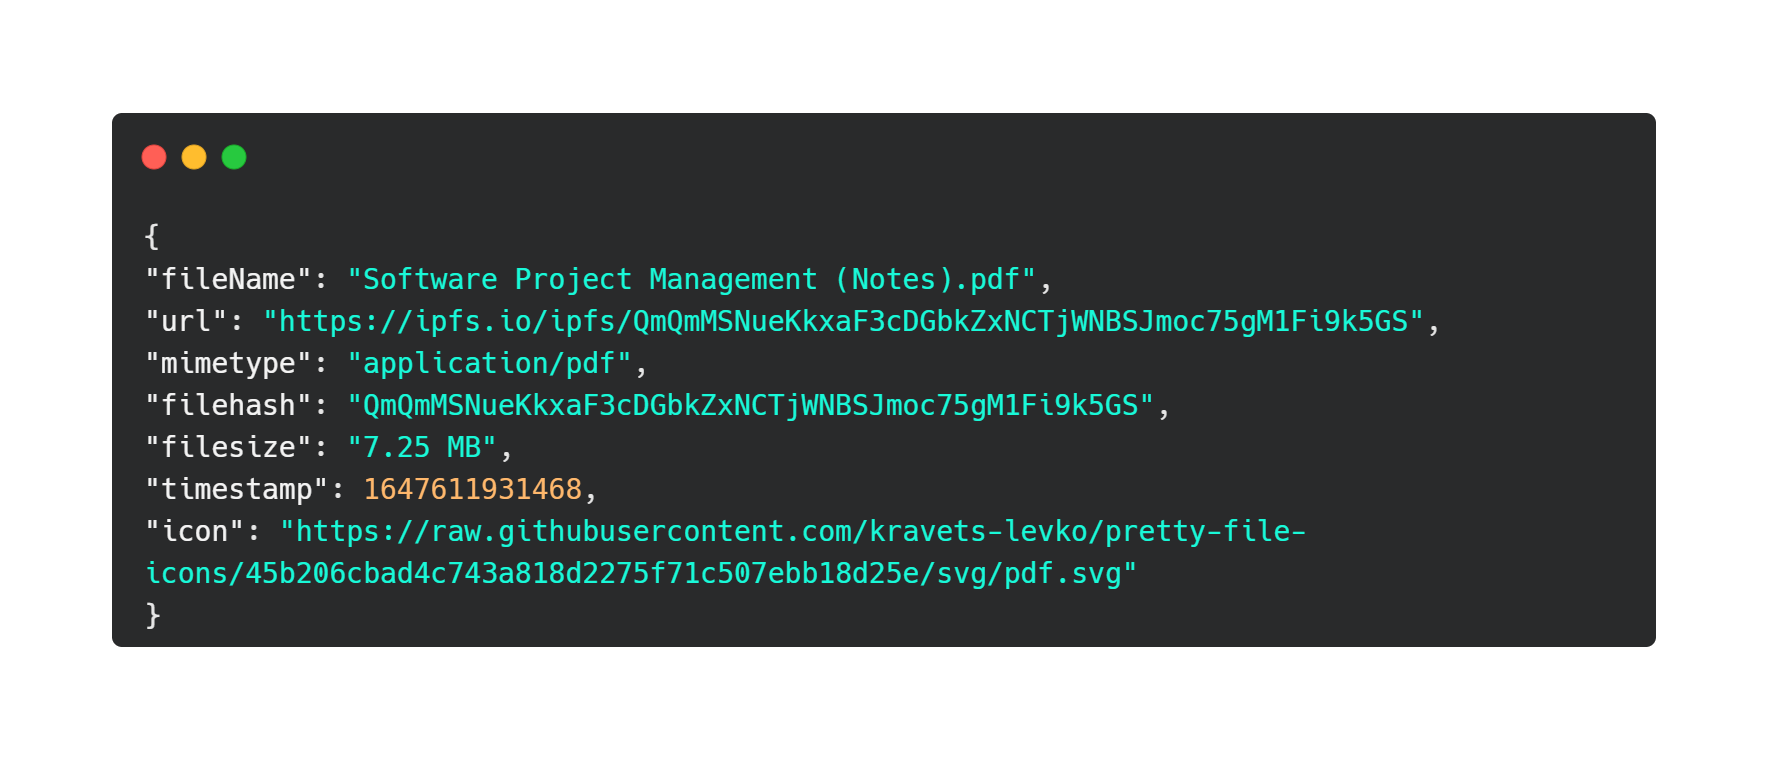 {
"fileName": "Software Project Management (Notes).pdf",
"url": "https://ipfs.io/ipfs/QmQmMSNueKkxaF3cDGbkZxNCTjWNBSJmoc75gM1Fi9k5GS",
"mimetype": "application/pdf",
"filehash": "QmQmMSNueKkxaF3cDGbkZxNCTjWNBSJmoc75gM1Fi9k5GS",
"filesize": "7.25 MB",
"timestamp": 1647611931468,
"icon": "https://raw.githubusercontent.com/kravets-levko/pretty-file-
icons/45b206cbad4c743a818d2275f71c507ebb18d25e/svg/pdf.svg"
}